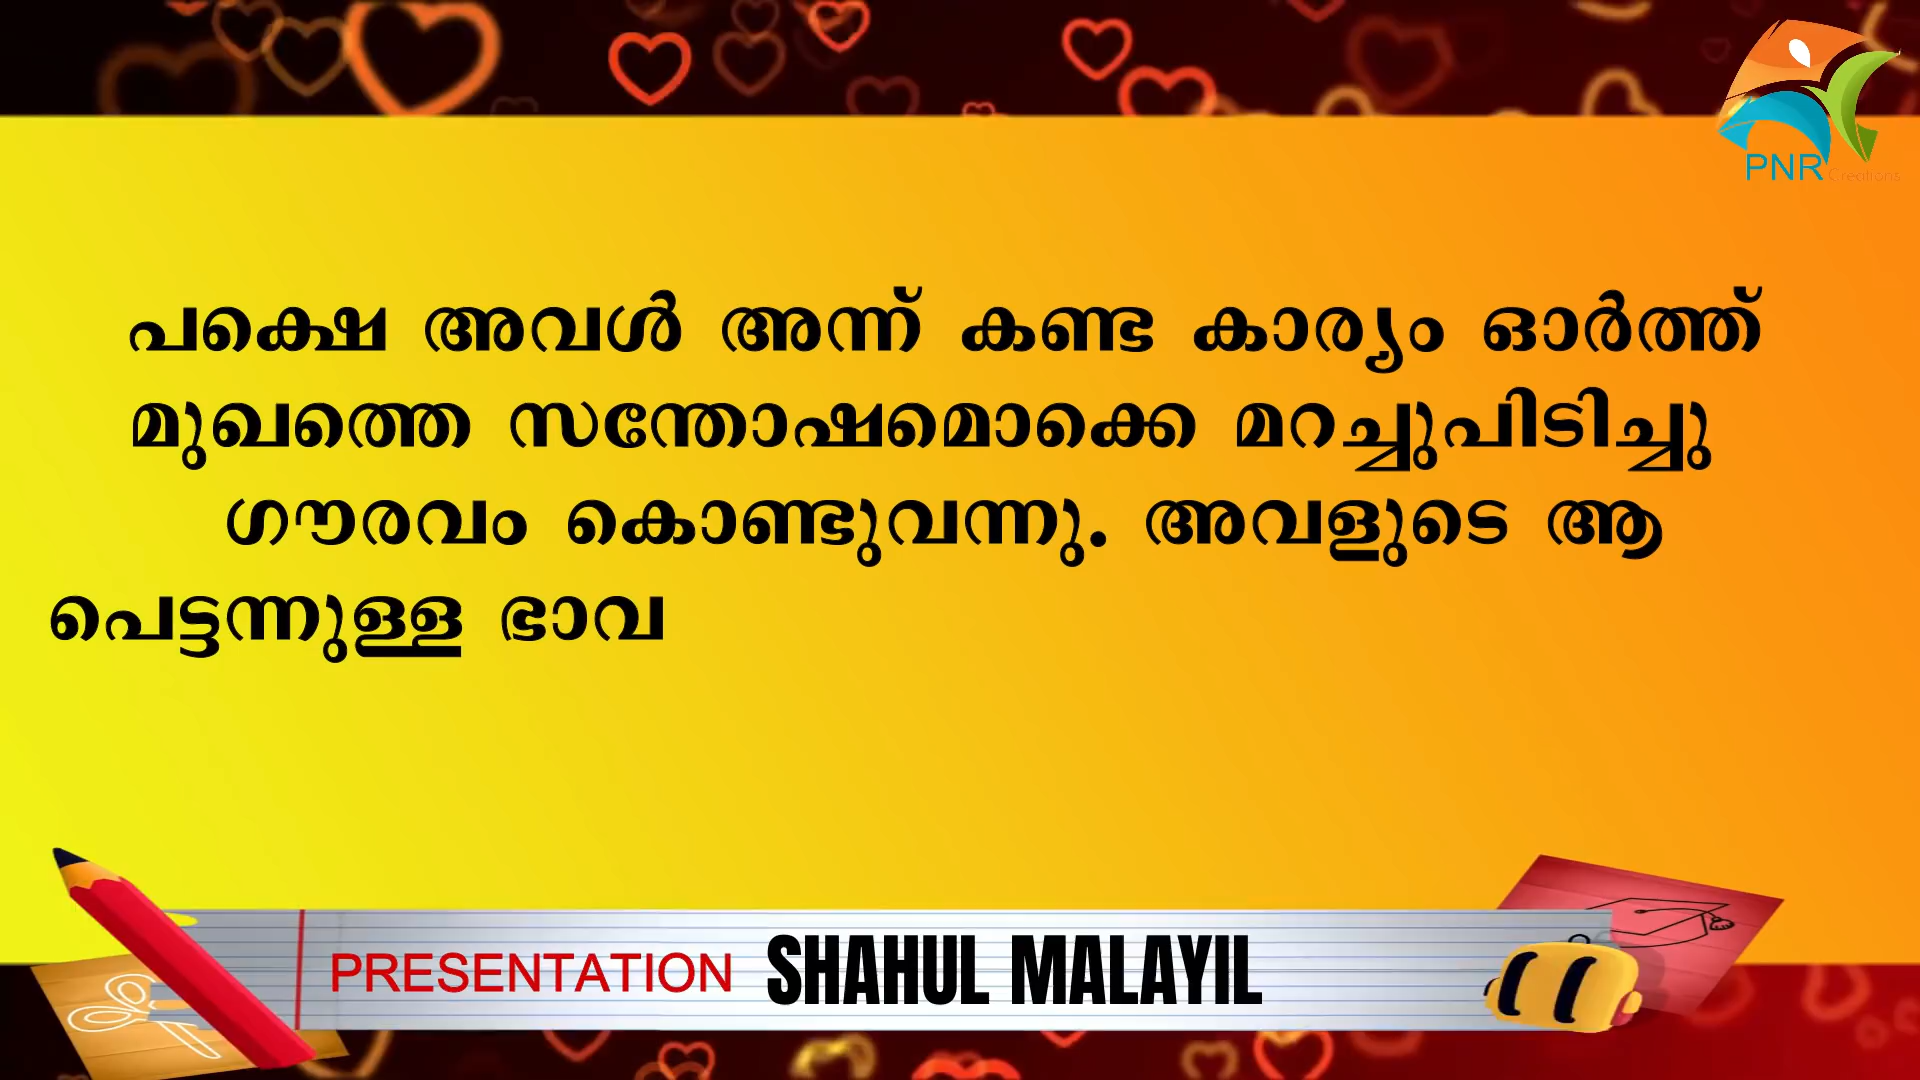 PNR Creations
പക്ഷെ അവൾ അന്ന് കണ്ട കാര്യം ഓർത്ത്
മുഖത്തെ സന്തോഷമൊക്കെ മറച്ചുപിടിച്ചു
ഗൗരവം കൊണ്ടുവന്നു. അവളുടെ ആ
പെട്ടന്നുള്ള ഭാവ
PRESENTATION SHAHUL MALAYIL